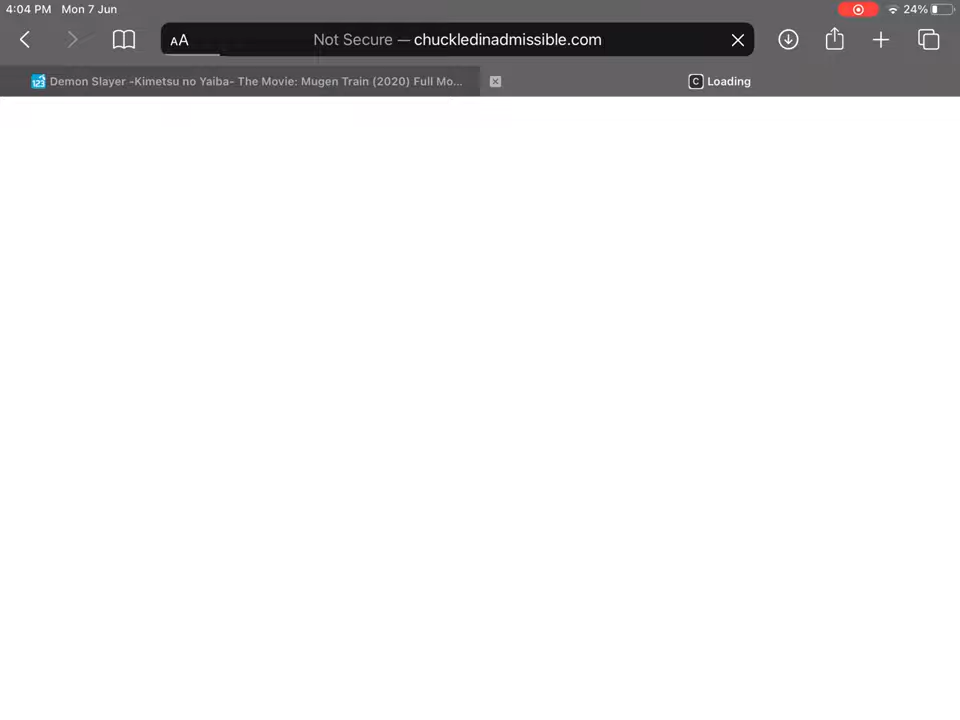 4:04 PM Mon 7 Jun 24%
AA Not Secure — chuckledinadmissible.com
123 Demon Slayer -Kimetsu no Yaiba- The Movie: Mugen Train (2020) Full Mo... C Loading